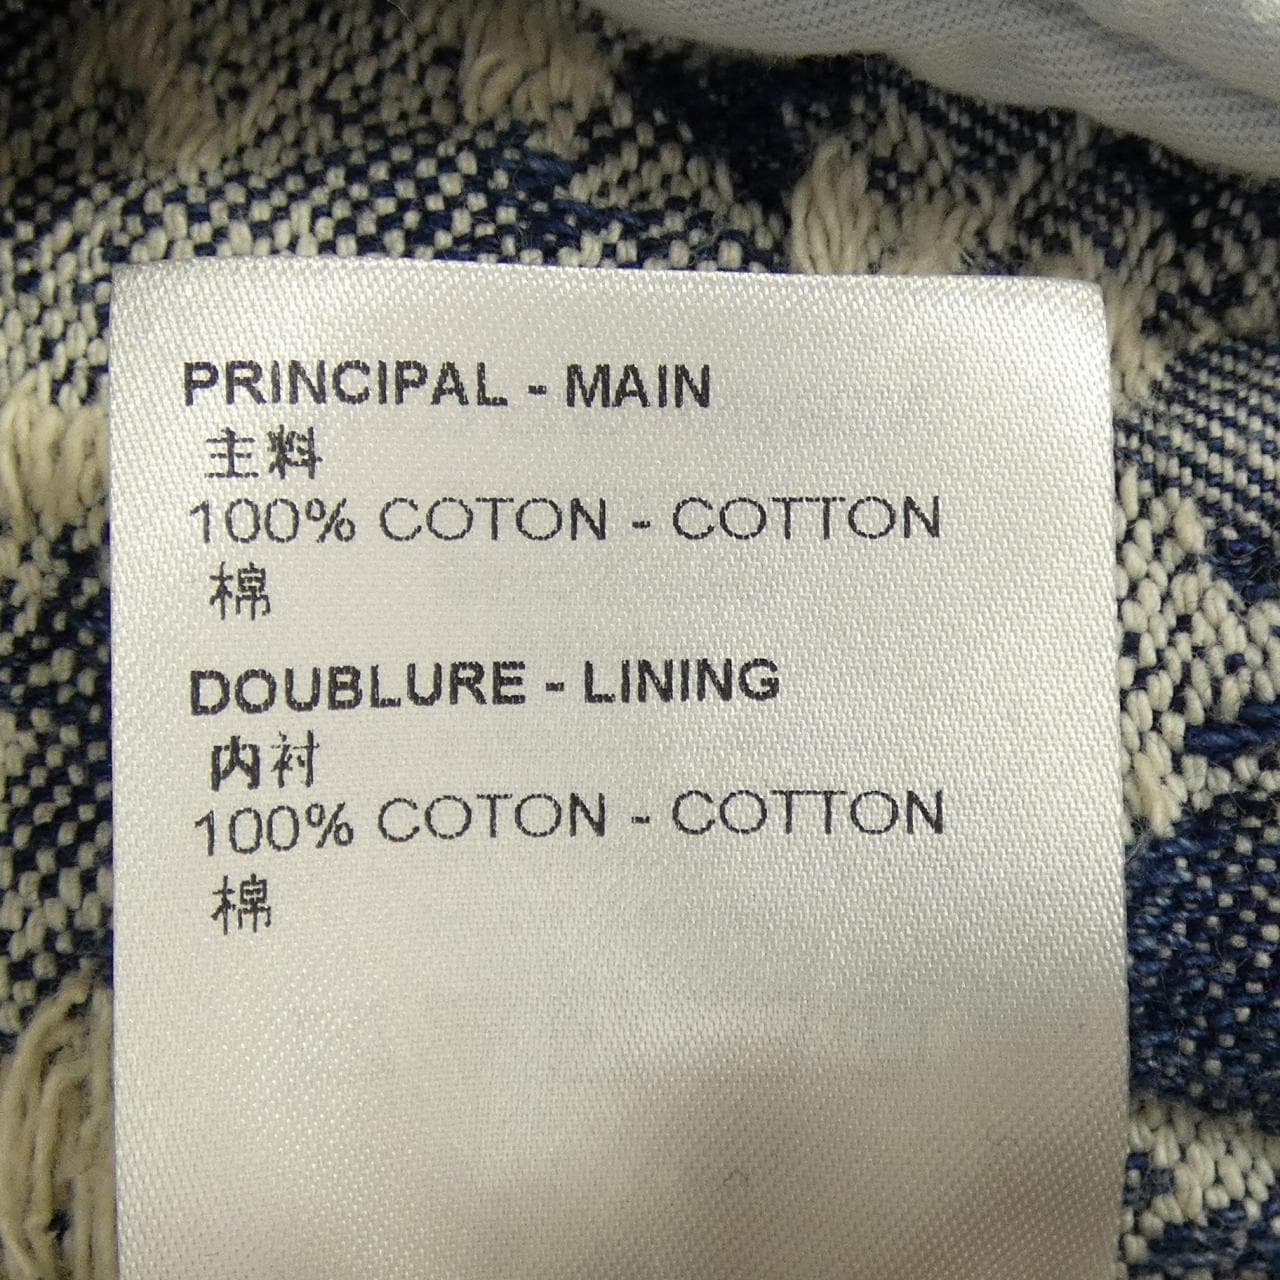 PRINCIPAL - MAIN
主料
100% COTON - COTTON
棉
DOUBLURE - LINING
内衬
100% COTON - COTTON
棉